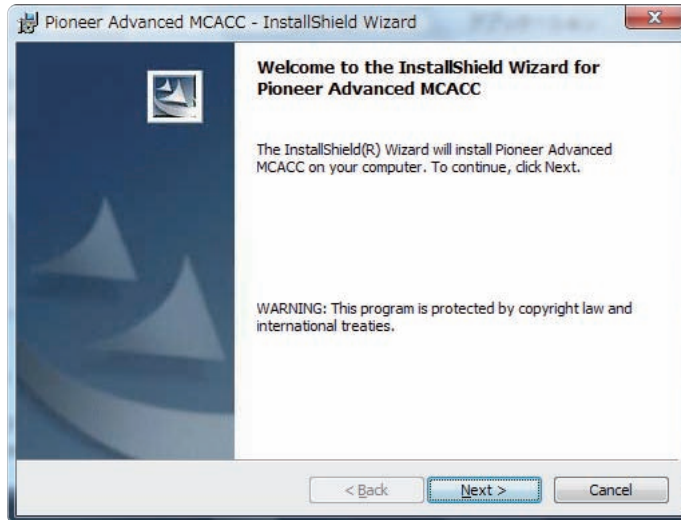 Pioneer Advanced MCACC - InstallShield Wizard
Welcome to the InstallShield Wizard for
Pioneer Advanced MCACC
The InstallShield(R) Wizard will install Pioneer Advanced
MCACC on your computer. To continue, click Next.
WARNING: This program is protected by copyright law and
international treaties.
< Back
Next >
Cancel